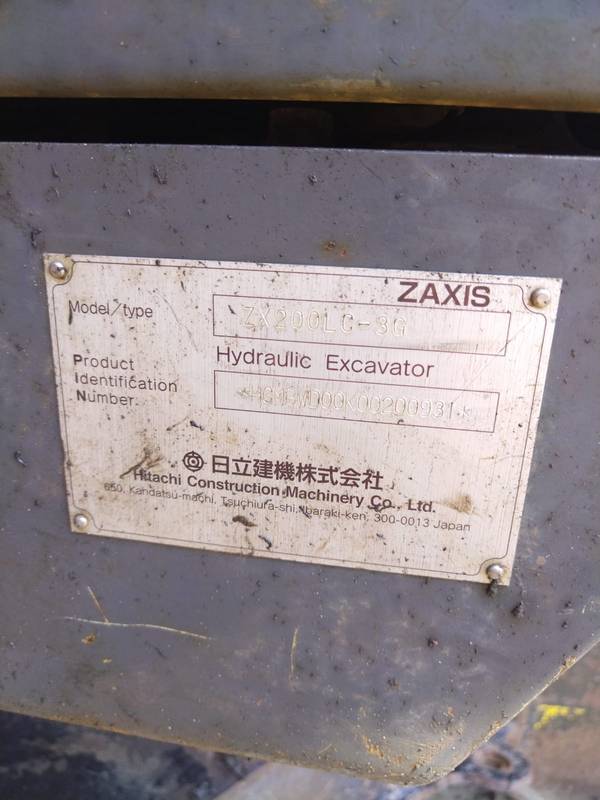 ZAXIS
Model/type ZX200LC-3G
Hydraulic Excavator
Product
Identification
Number.
日立建機株式会社
Hitachi Construction Machinery Co., Ltd.
650, Kandatsu-machi, Tsuchiura-shi, Ibaraki-ken, 300-0013 Japan